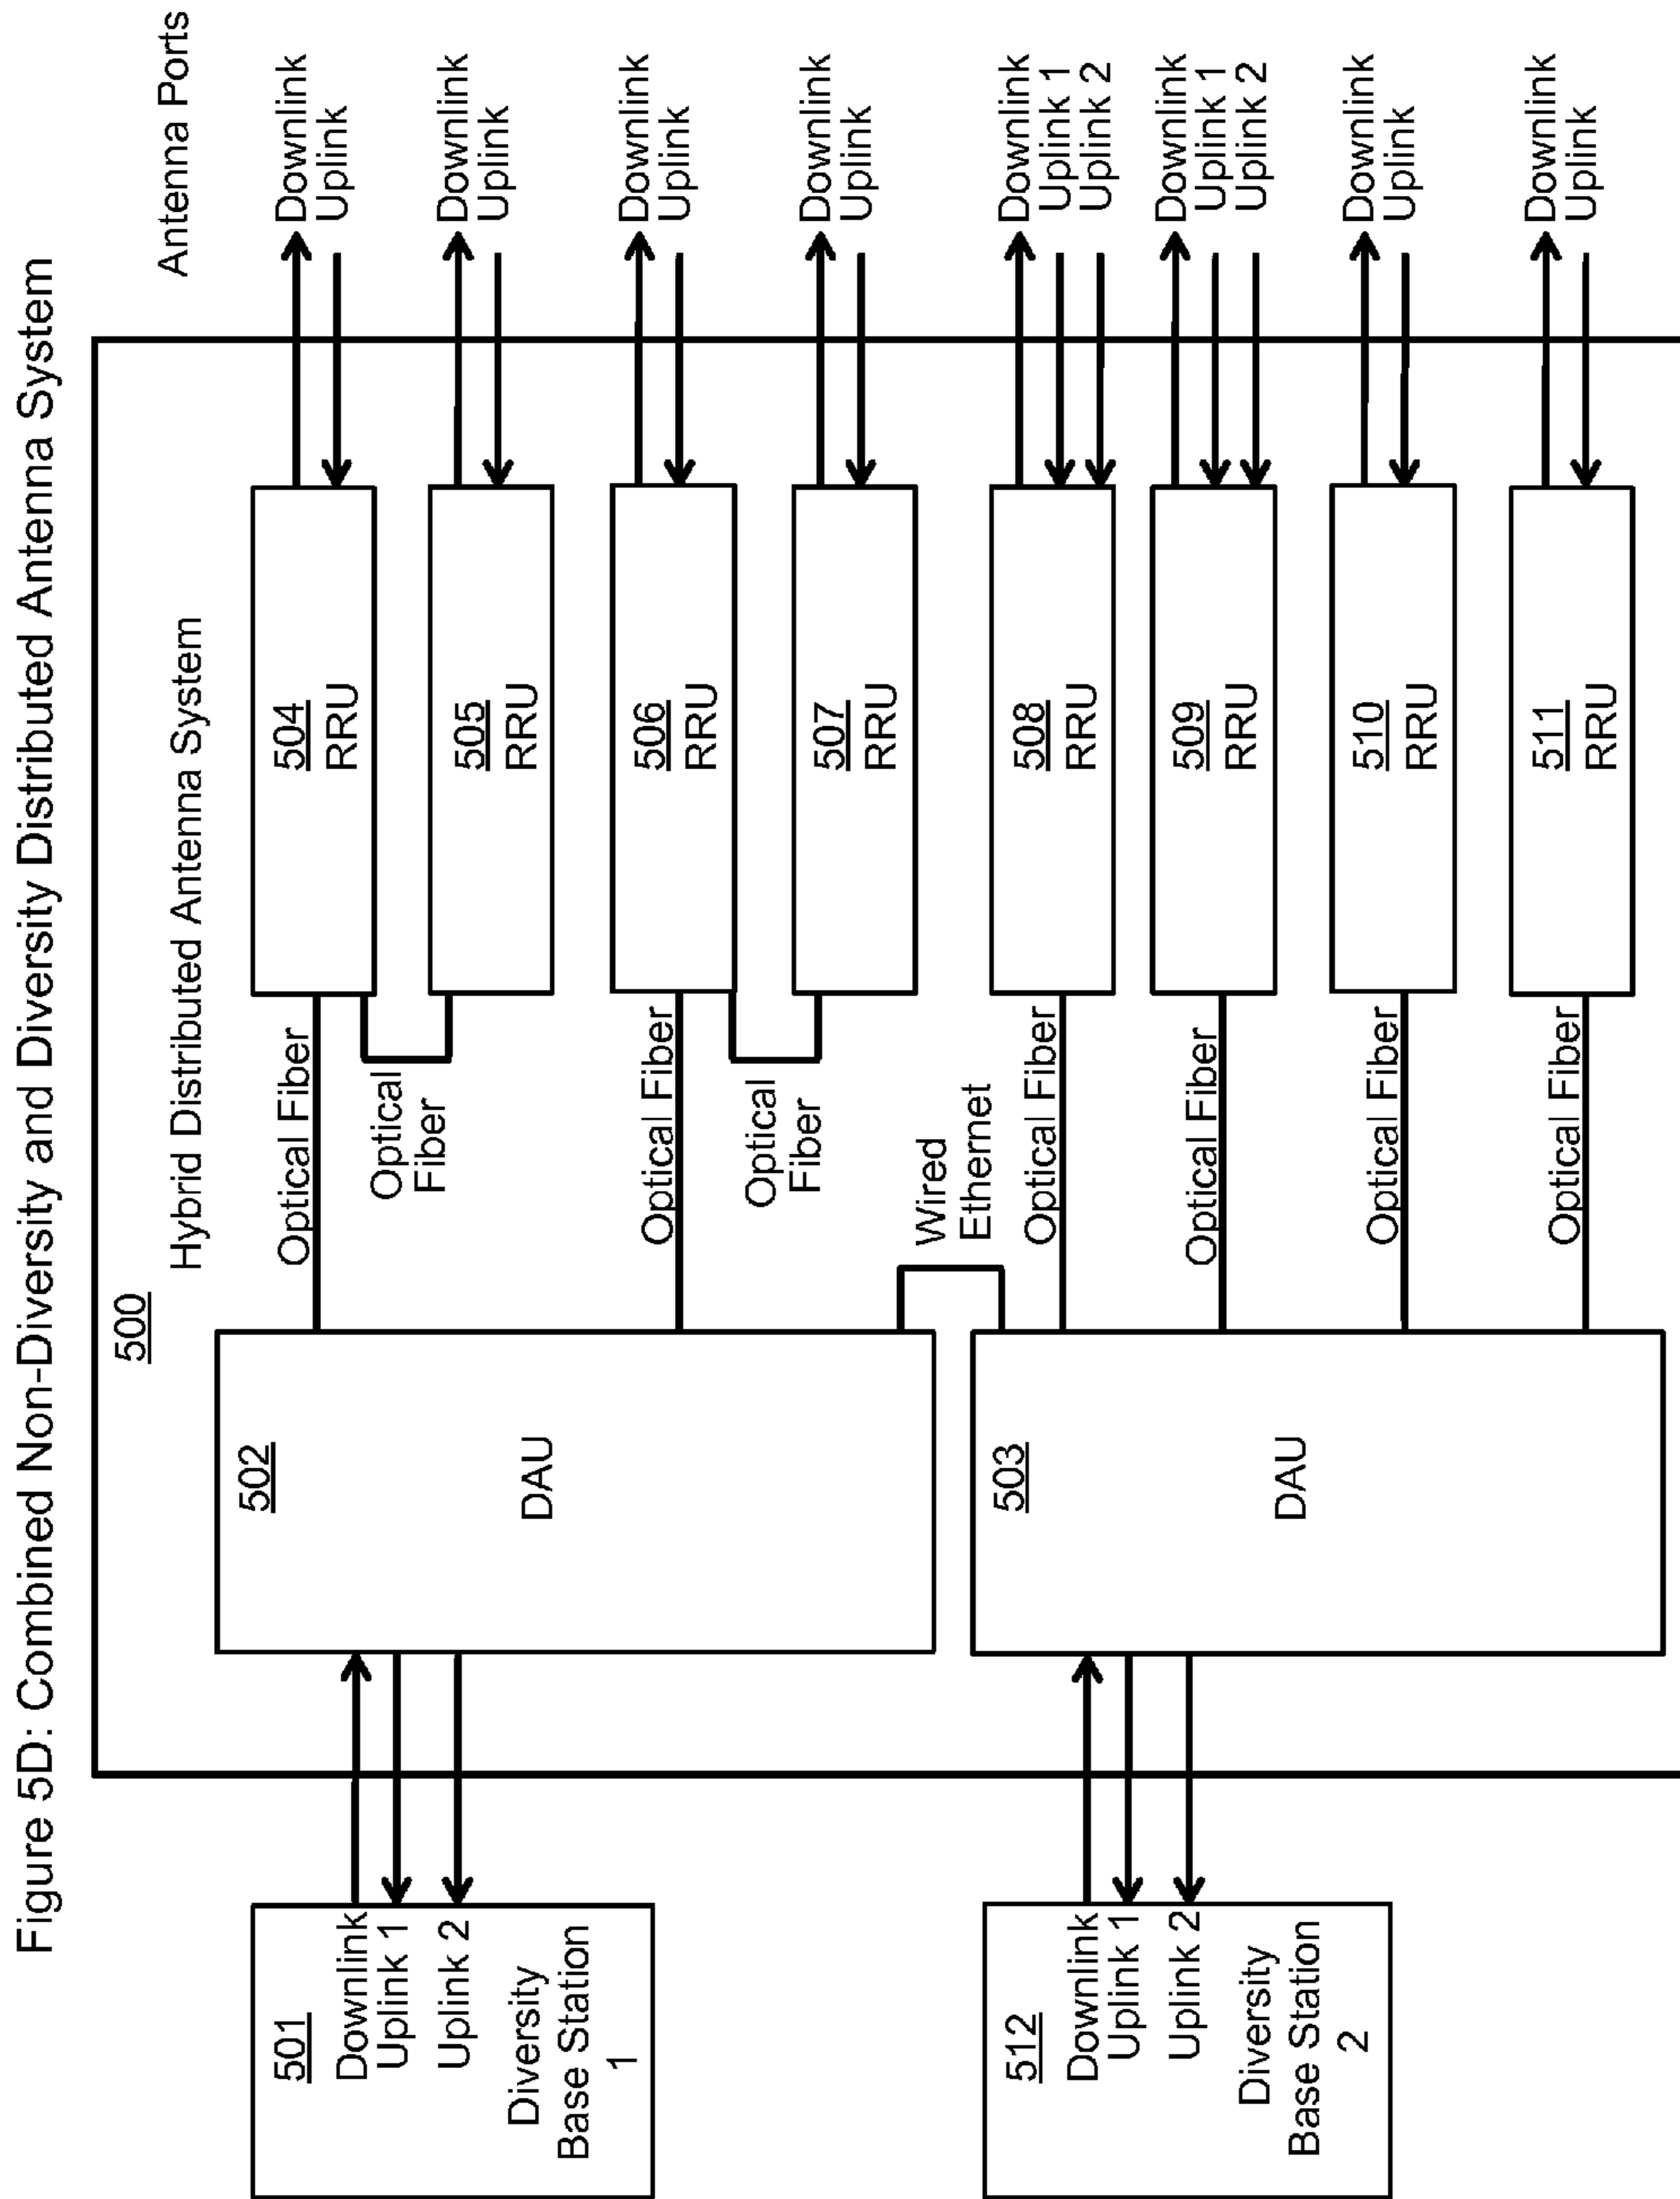 Figure 5D: Combined Non-Diversity and Diversity Distributed Antenna System
Antenna Ports
500
Hybrid Distributed Antenna System
501
Downlink
Uplink 1
Uplink 2
Diversity
Base Station
1
502
DAU
Optical Fiber
504
RRU
Downlink
Uplink
Optical
Fiber
505
RRU
Downlink
Uplink
Optical Fiber
506
RRU
Downlink
Uplink
Optical
Fiber
507
RRU
Downlink
Uplink
Wired
Ethernet
512
Downlink
Uplink 1
Uplink 2
Diversity
Base Station
2
503
DAU
Optical Fiber
508
RRU
Downlink
Uplink 1
Uplink 2
Optical Fiber
509
RRU
Downlink
Uplink 1
Uplink 2
Optical Fiber
510
RRU
Downlink
Uplink
Optical Fiber
511
RRU
Downlink
Uplink